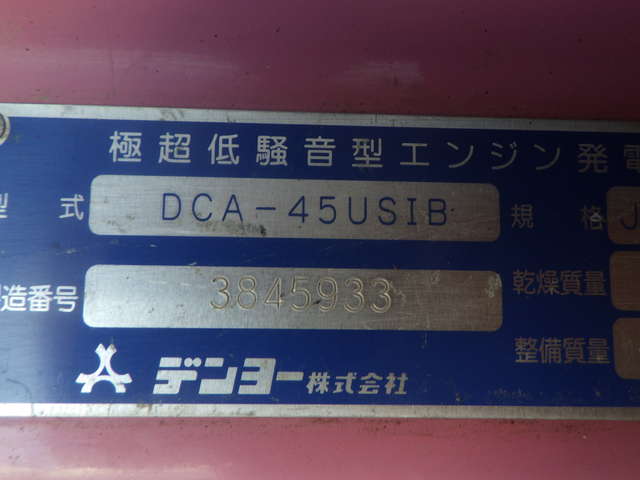 極超低騒音型エンジン発電
型式 DCA-45USIB 規格 J
造番号 3845933 乾燥質量
整備質量
デンヨー株式会社